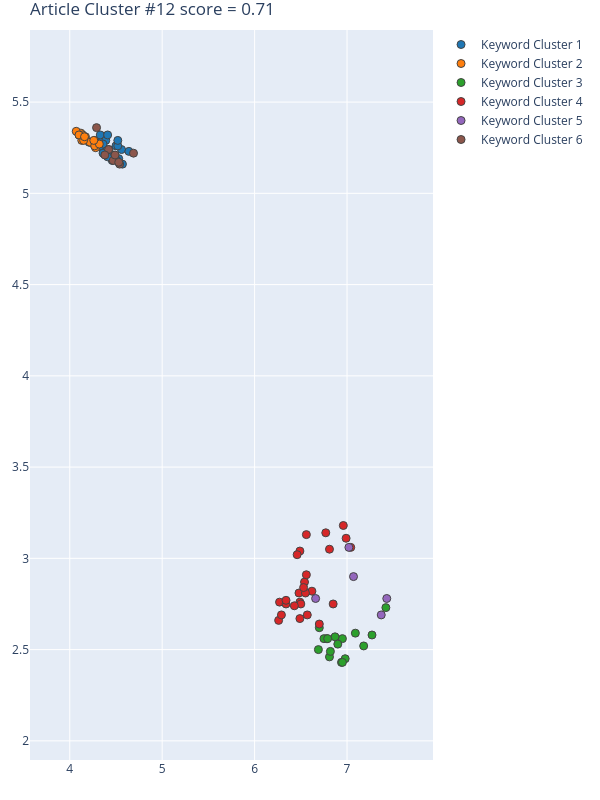 Article Cluster #12 score = 0.71
Keyword Cluster 1
Keyword Cluster 2
Keyword Cluster 3
Keyword Cluster 4
Keyword Cluster 5
Keyword Cluster 6
5.5
5
4.5
4
3.5
3
2.5
2
4 5 6 7